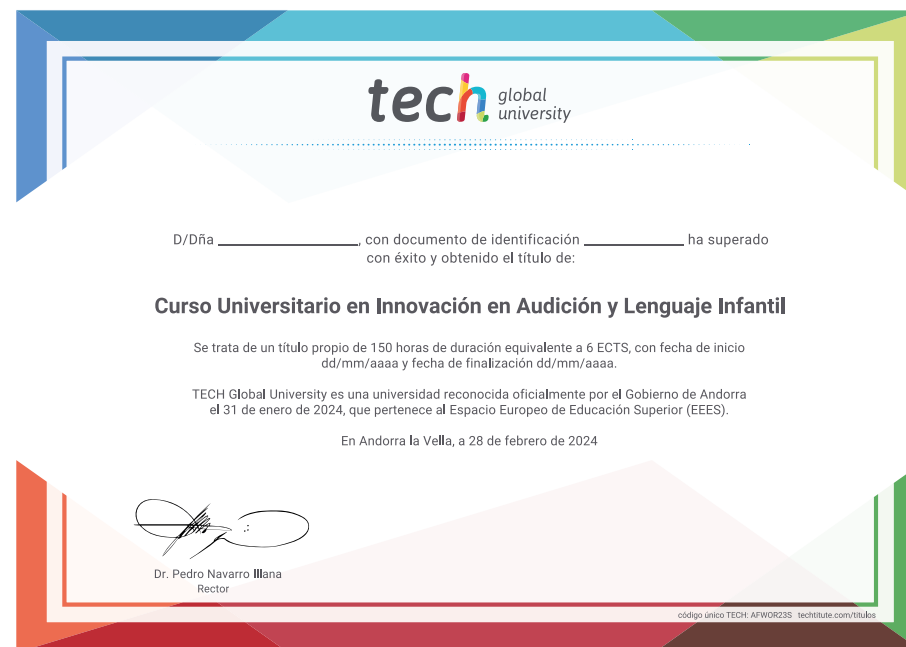 tech global university
D/Dña ____________________, con documento de identificación ______________ ha superado
con éxito y obtenido el título de:
Curso Universitario en Innovación en Audición y Lenguaje Infantil
Se trata de un título propio de 150 horas de duración equivalente a 6 ECTS, con fecha de inicio
dd/mm/aaaa y fecha de finalización dd/mm/aaaa.
TECH Global University es una universidad reconocida oficialmente por el Gobierno de Andorra
el 31 de enero de 2024, que pertenece al Espacio Europeo de Educación Superior (EEES).
En Andorra la Vella, a 28 de febrero de 2024
Dr. Pedro Navarro Illana
Rector
código único TECH: AFWOR23S techtitute.com/titulos